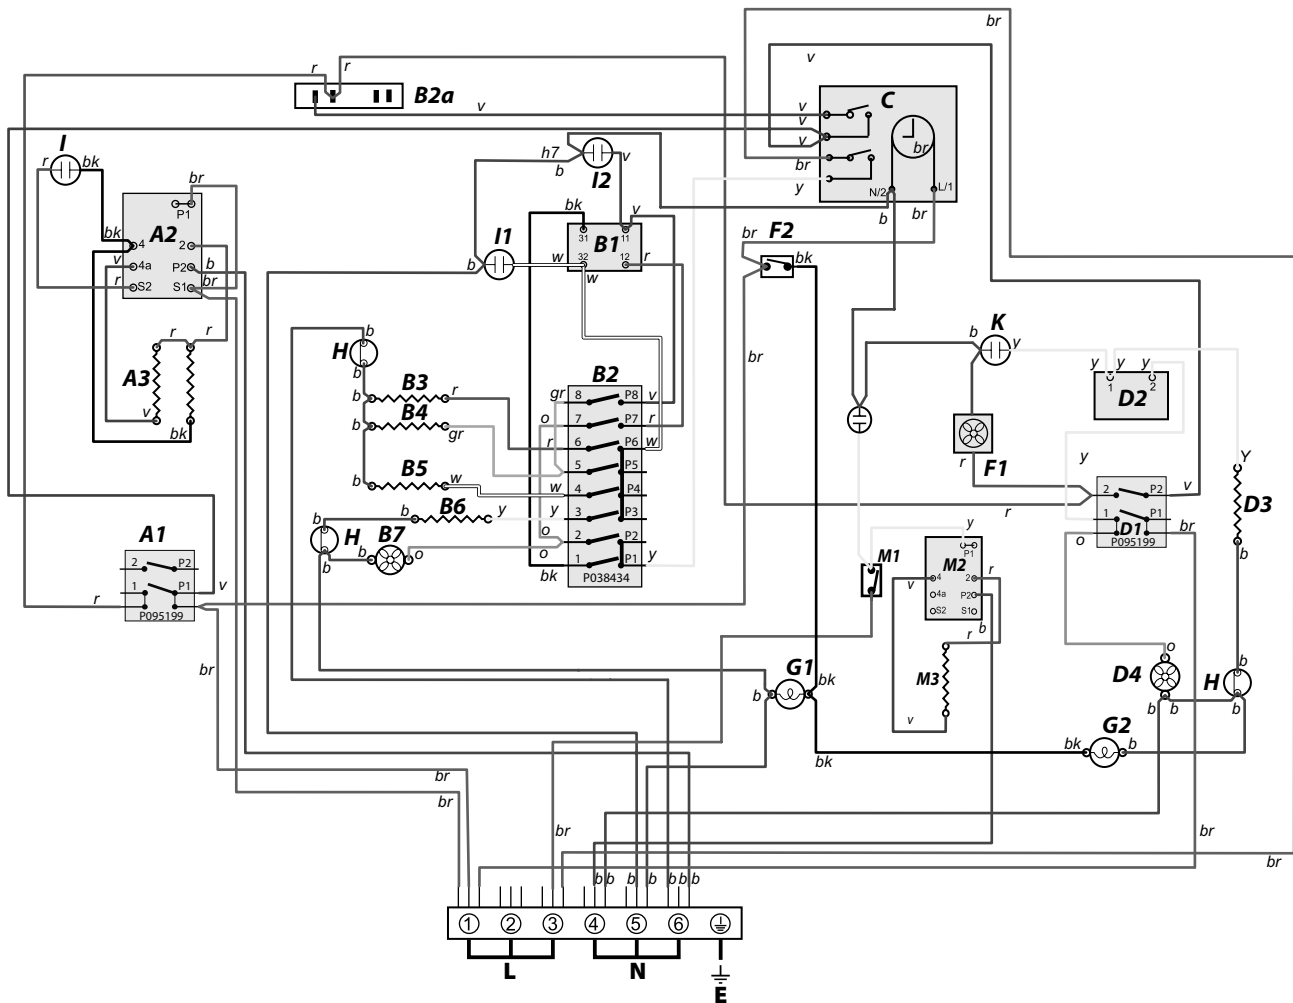 br
v
r r
B2a
v
C
v
v
v
br
br
y
N/2 L/1
b br
I
r bk
br
P1
A2
bk 4 2
v 4a P2 b
r S2 S1 br
h7
b
I2
v
bk
31 11
v
B1
I1
b w
32 12
r
w
F2
br bk
br
r r
A3
v
bk
b
H
b
b B3 r
b B4 gr
b B5 w
B2
gr 8 P8 v
o 7 P7 r
r 6 P6 w
5 P5
w 4 P4
y 3 P3
o 2 P2
o
bk 1 P1 y
P038434
b B6 y
b
H
b
B7
b o
b K y
y y y
1 2
D2
F1
r
y
r
2 P2 v
1 P1 br
D1
o P095199
Y
D3
b
A1
2 P2
1 P1 v
r P095199
br
M1
y
P1
M2
v 4 2 r
4a P2
S2 S1 b
r
M3
v
G1
b bk
bk
o
D4
b b
b
H
b
G2
bk b
br
br
br
br
br
b b b b b b b
1 2 3 4 5 6
L N
E